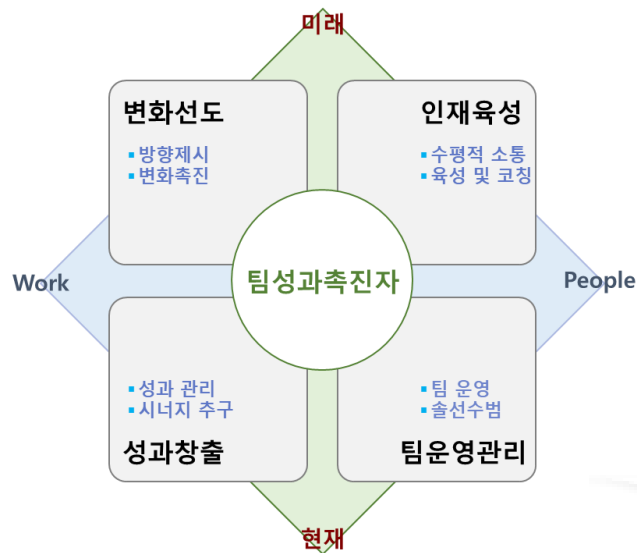 미래
변화선도
▪ 방향제시
▪ 변화촉진
인재육성
▪ 수평적 소통
▪ 육성 및 코칭
Work
팀성과촉진자
People
▪ 성과 관리
▪ 시너지 추구
성과창출
▪ 팀 운영
▪ 솔선수범
팀운영관리
현재